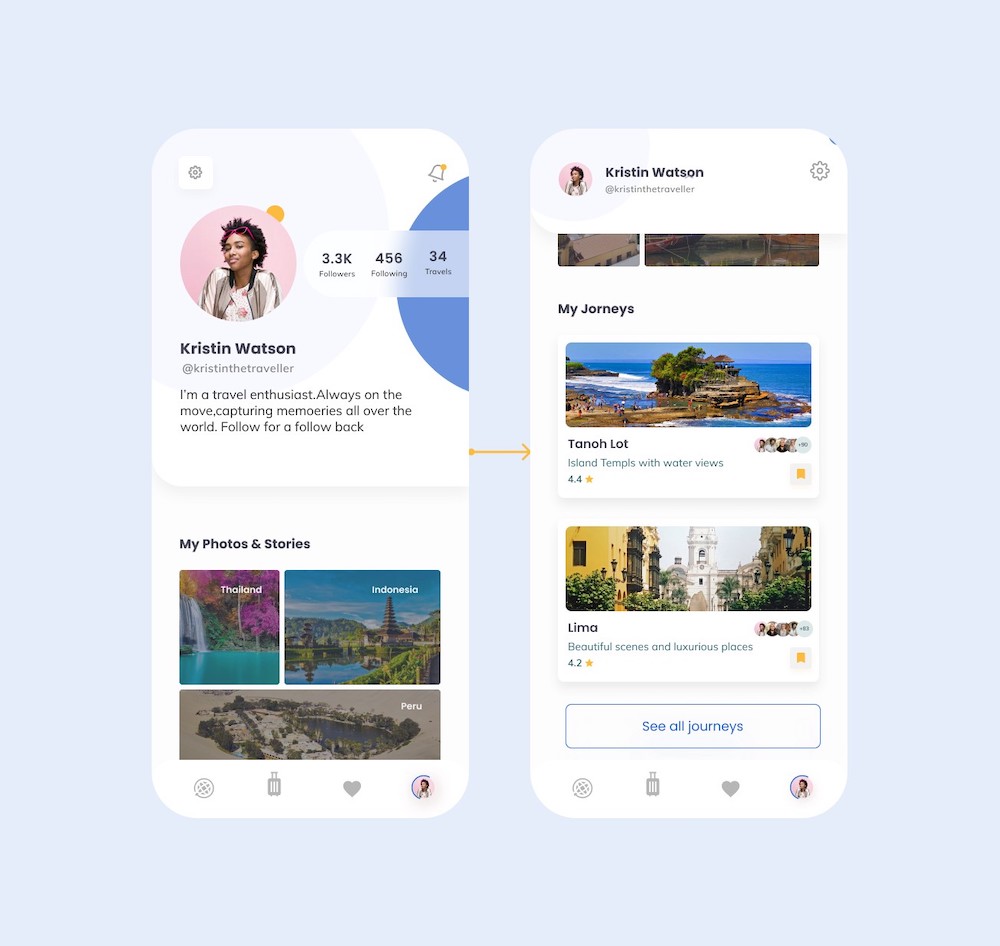 3.3K
Followers
456
Following
34
Travels
Kristin Watson
@kristinthetraveller
I'm a travel enthusiast.Always on the
move,capturing memoeries all over the
world. Follow for a follow back
My Photos & Stories
Thailand
Indonesia
Peru
Kristin Watson
@kristinthetraveller
My Jorneys
Tanoh Lot
+90
Island Templs with water views
4.4
Lima
+83
Beautiful scenes and luxurious places
4.2
See all journeys